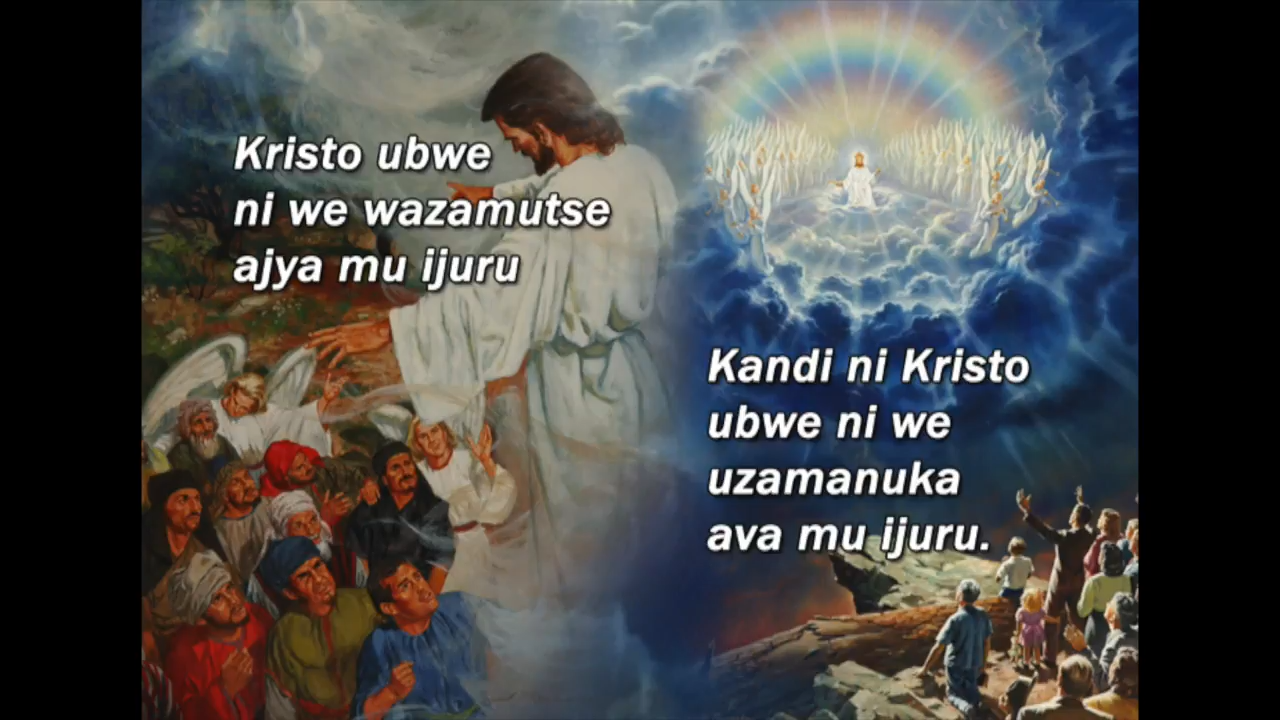 Kristo ubwe
ni we wazamutse
ajya mu ijuru
Kandi ni Kristo
ubwe ni we
uzamanuka
ava mu ijuru.